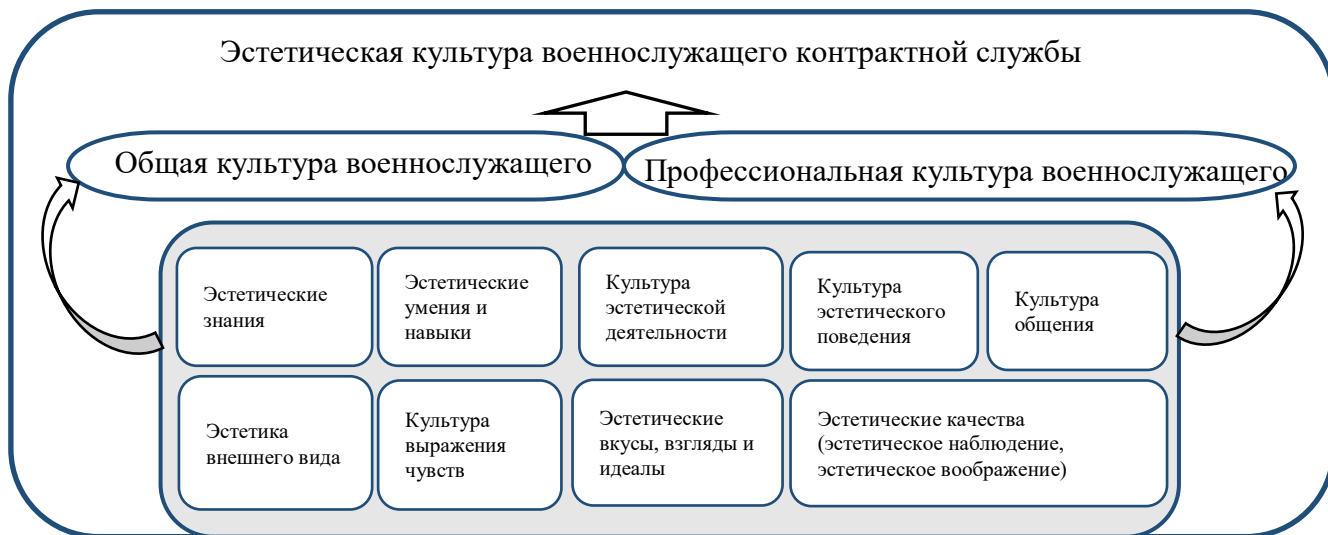 Эстетическая культура военнослужащего контрактной службы
Общая культура военнослужащего
Профессиональная культура военнослужащего
Эстетические
знания
Эстетические
умения и
навыки
Культура
эстетической
деятельности
Культура
эстетического
поведения
Культура
общения
Эстетика
внешнего вида
Культура
выражения
чувств
Эстетические
вкусы, взгляды и
идеалы
Эстетические качества
(эстетическое наблюдение,
эстетическое воображение)